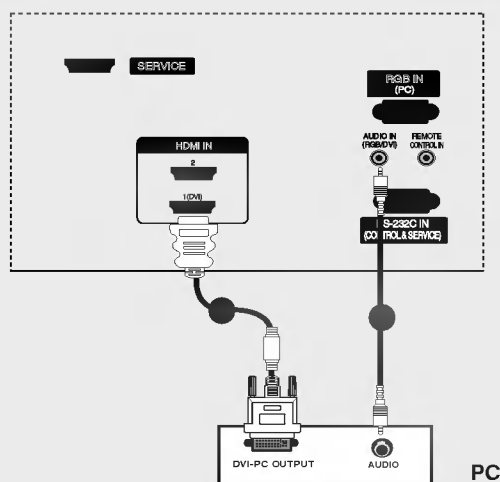 SERVICE
RGB IN
(PC)
AUDIO IN
(RGB/DVI)
REMOTE
CONTROL IN
HDMI IN
2
1(DVI)
RS-232C IN
(CONTROL & SERVICE)
DVI-PC OUTPUT
AUDIO
PC